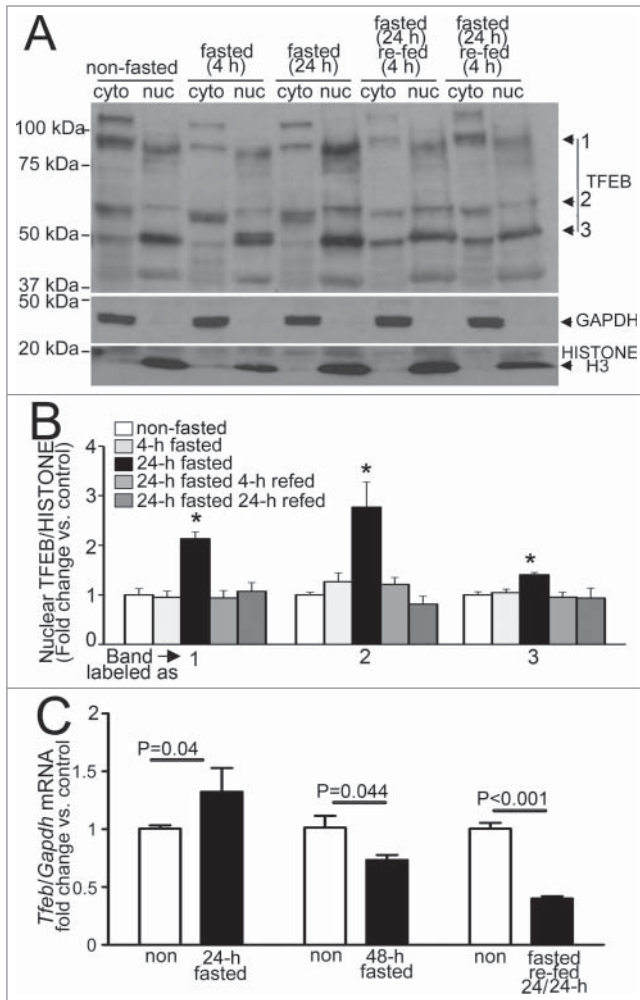 A
non-fasted
fasted
(4 h)
fasted
(24 h)
fasted
(24 h)
re-fed
(4 h)
fasted
(24 h)
re-fed
(4 h)
cyto nuc cyto nuc cyto nuc cyto nuc cyto nuc
100 kDa
75 kDa
50 kDa
37 kDa
1
TFEB
2
3
50 kDa
GAPDH
20 kDa
HISTONE
H3
B
Nuclear TFEB/HISTONE
(Fold change vs. control)
4
3
2
1
0
non-fasted
4-h fasted
24-h fasted
24-h fasted 4-h refed
24-h fasted 24-h refed
* * *
Band
labeled as
1 2 3
C
Tfeb/Gapdh mRNA
fold change vs. control
2
1.5
1
0.5
0
P=0.04
P=0.044
P<0.001
non 24-h
fasted
non 48-h
fasted
non fasted
re-fed
24/24-h